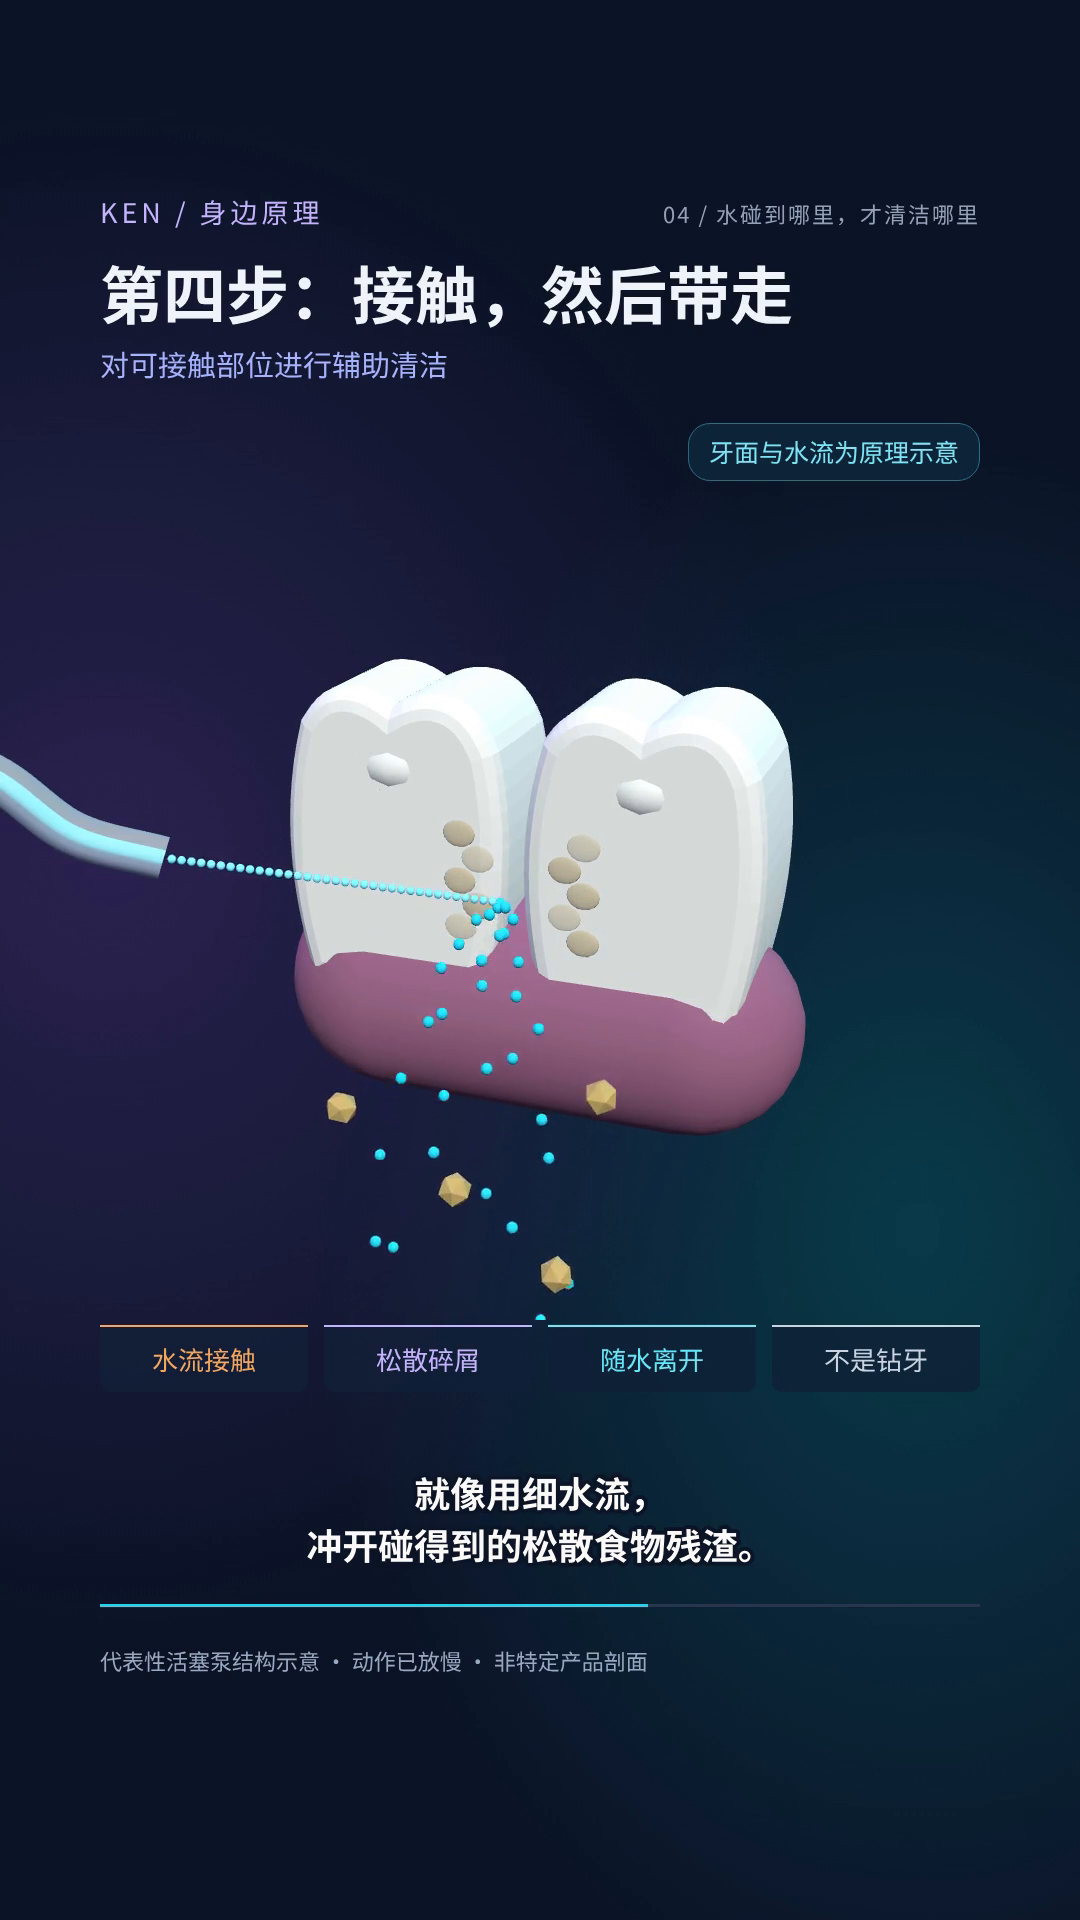 KEN / 身边原理
04 / 水碰到哪里，才清洁哪里
第四步：接触，然后带走
对可接触部位进行辅助清洁
牙面与水流为原理示意
水流接触
松散碎屑
随水离开
不是钻牙
就像用细水流，
冲开碰得到的松散食物残渣。
代表性活塞泵结构示意 · 动作已放慢 · 非特定产品剖面